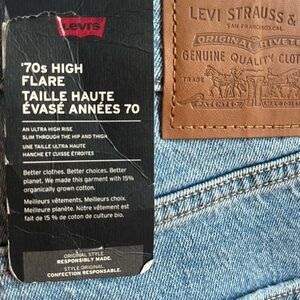 Levi's
'70s HIGH
FLARE
TAILLE HAUTE
ÉVASÉ ANNÉES 70
AN ULTRA HIGH RISE
SLIM THROUGH THE HIP AND THIGH
UNE TAILLE ULTRA HAUTE
HANCHE ET CUISSE ÉTROITES
Better clothes. Better choices. Better
planet. We made this garment with 15%
organically grown cotton.
Meilleurs vêtements. Meilleurs choix.
Meilleure planète. Notre vêtement est
fait de 15 % de coton de culture bio.
ORIGINAL STYLE.
RESPONSIBLY MADE.
STYLE ORIGINAL.
CONFECTION RESPONSABLE.
LEVI STRAUSS &
SAN FRANCISCO CAL
ORIGINAL RIVETE
GENUINE QUALITY CLOT
TRADE
PATENTED